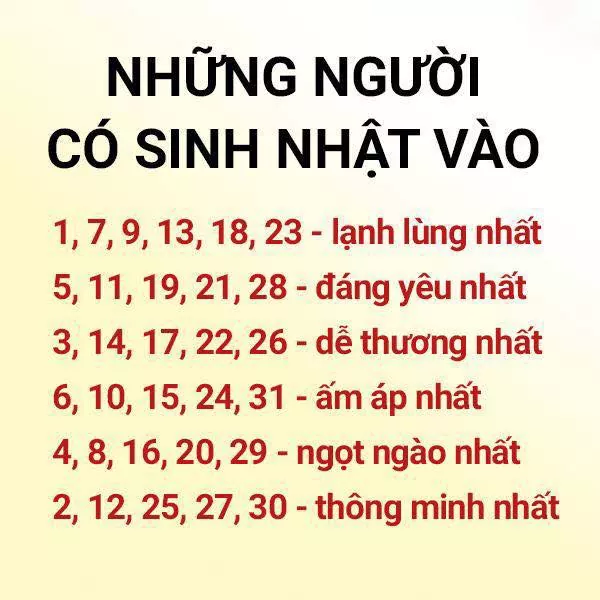 NHỮNG NGƯỜI
CÓ SINH NHẬT VÀO
1, 7, 9, 13, 18, 23 - lạnh lùng nhất
5, 11, 19, 21, 28 - đáng yêu nhất
3, 14, 17, 22, 26 - dễ thương nhất
6, 10, 15, 24, 31 - ấm áp nhất
4, 8, 16, 20, 29 - ngọt ngào nhất
2, 12, 25, 27, 30 - thông minh nhất